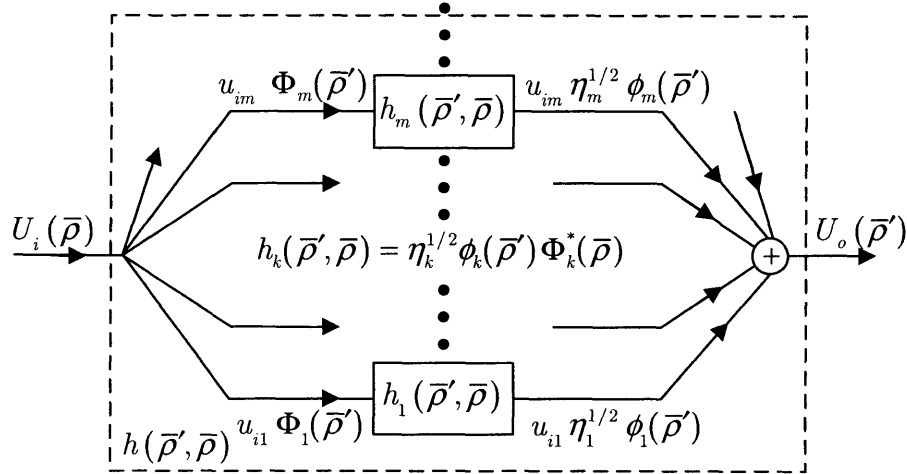 u_{im} Φ_m(ρ̄′)
h_m(ρ̄′, ρ̄)
u_{im} η_m^{1/2} ϕ_m(ρ̄′)
U_i(ρ̄)
h_k(ρ̄′, ρ̄) = η_k^{1/2} ϕ_k(ρ̄′) Φ_k^*(ρ̄)
+
U_o(ρ̄′)
h(ρ̄′, ρ̄)
u_{i1} Φ_1(ρ̄′)
h_1(ρ̄′, ρ̄)
u_{i1} η_1^{1/2} ϕ_1(ρ̄′)